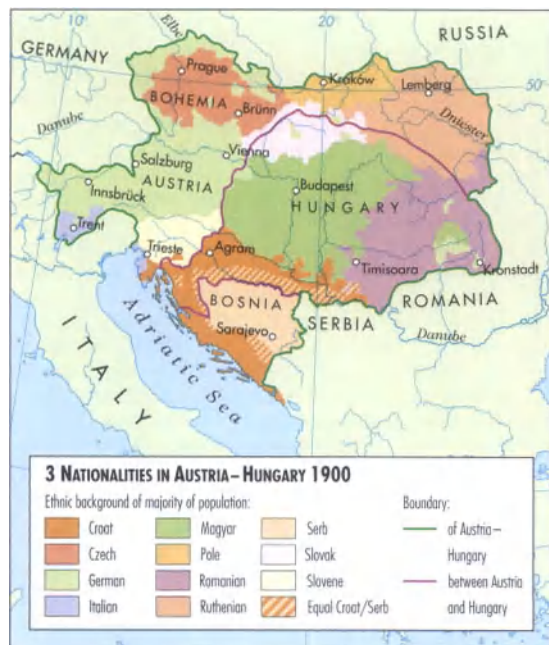 10°
20°
GERMANY
Elbe
RUSSIA
Prague
Kraków
Lemberg
50°
BOHEMIA
Brünn
Dniester
Danube
Vienna
Salzburg
AUSTRIA
Budapest
Innsbrück
HUNGARY
Trent
Trieste
Agram
Timisoara
Kronstadt
BOSNIA
ROMANIA
Sarajevo
SERBIA
Danube
Adriatic Sea
ITALY
3 NATIONALITIES IN AUSTRIA–HUNGARY 1900
Ethnic background of majority of population:
Croat
Czech
German
Italian
Magyar
Pole
Romanian
Ruthenian
Serb
Slovak
Slovene
Equal Croat/Serb
Boundary:
of Austria–
Hungary
between Austria
and Hungary